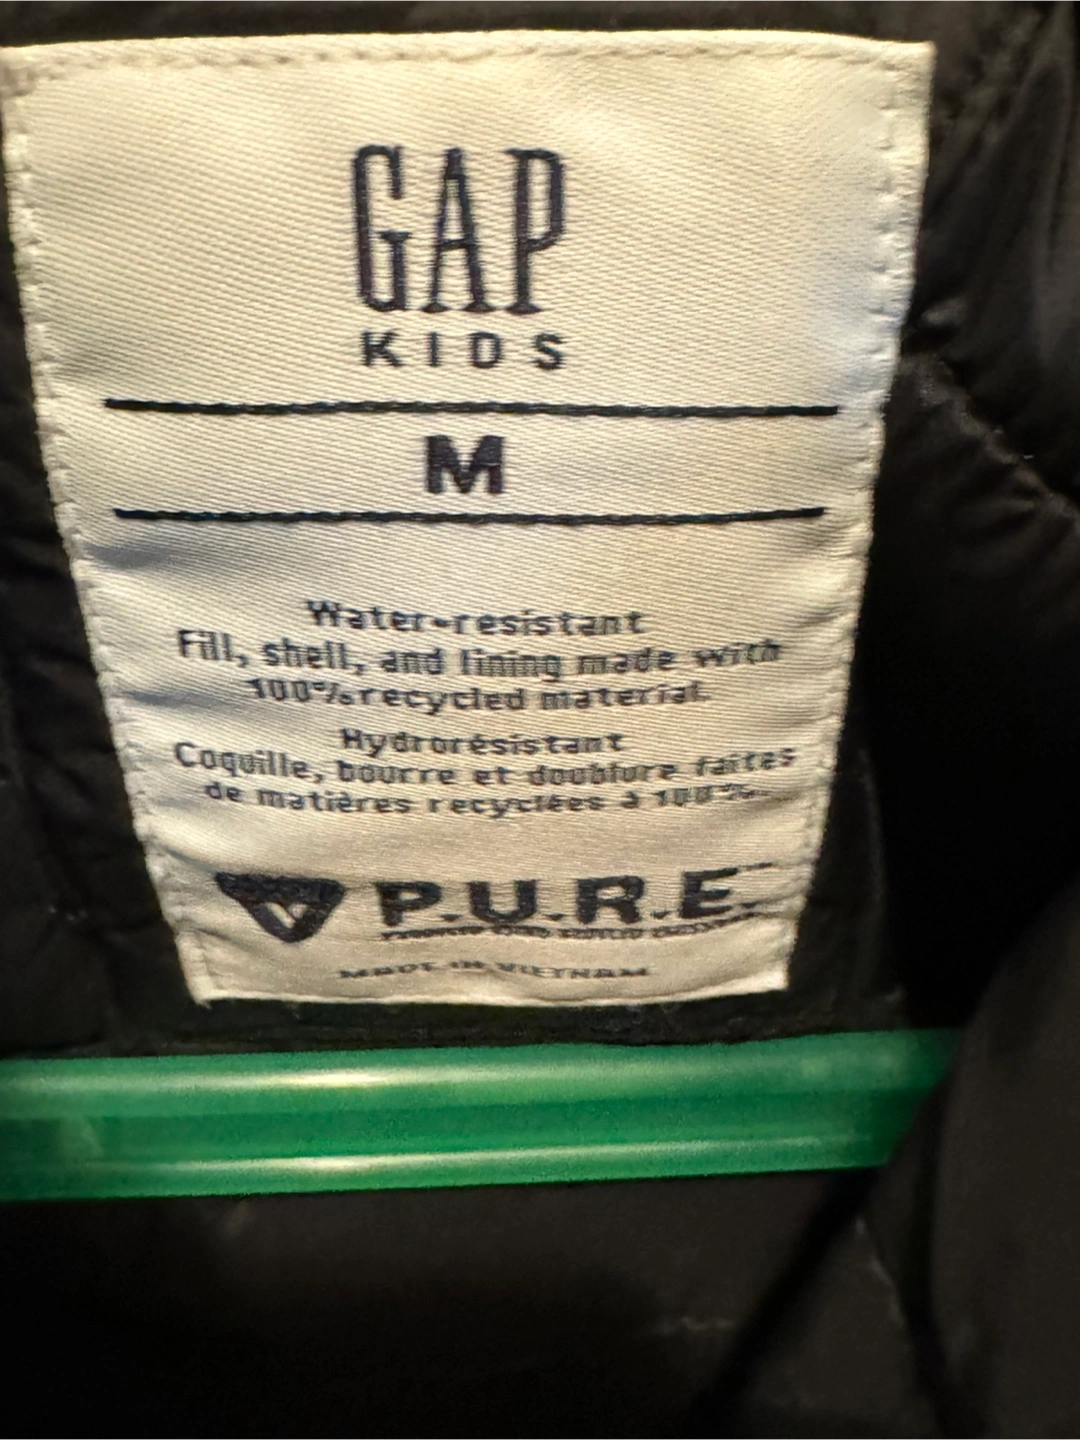 GAP
KIDS
M
Water-resistant
Fill, shell, and lining made with
100% recycled material.
Hydrorésistant
Coquille, bourre et doublure faites
de matières recyclées à 100%.
P.U.R.E.™
MADE IN VIETNAM